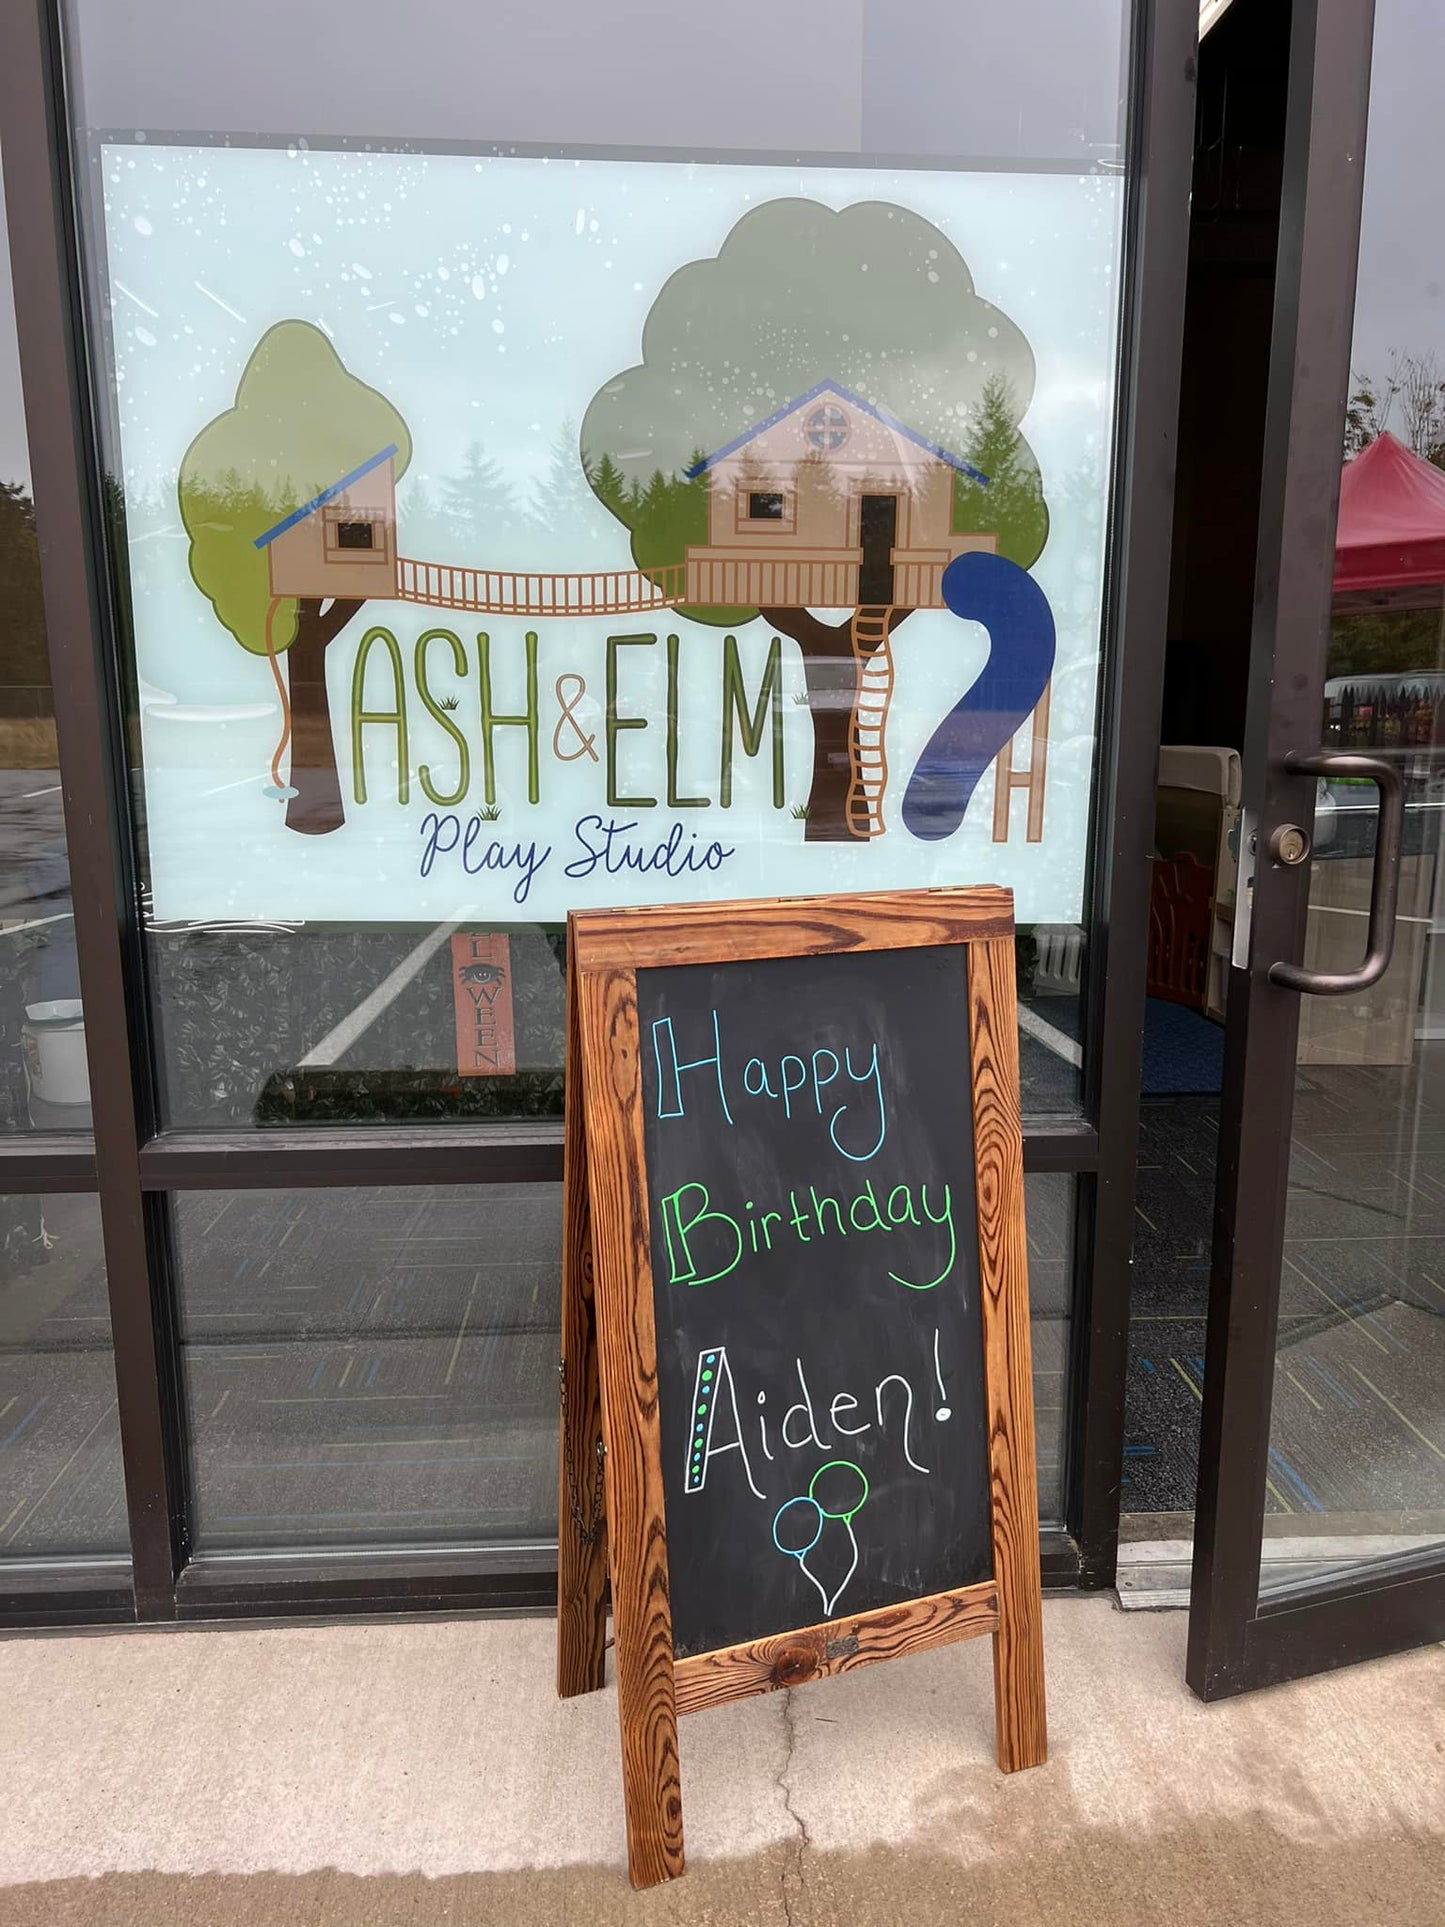 ASH & ELM
Play Studio
L
W
E
E
N
Happy
Birthday
Aiden!